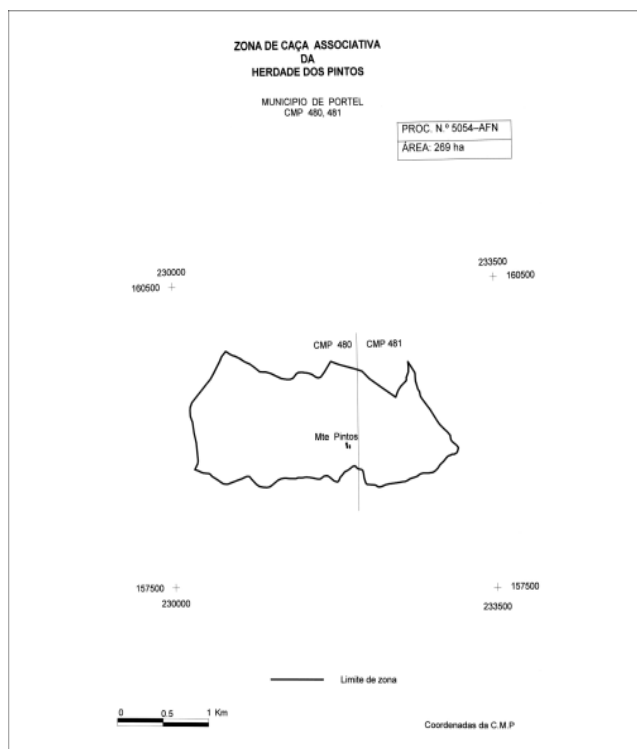 ZONA DE CAÇA ASSOCIATIVA
DA
HERDADE DOS PINTOS
MUNICIPIO DE PORTEL
CMP 480, 481
PROC. N.º 5054–AFN
ÁREA: 269 ha
230000
160500
233500
160500
CMP 480
CMP 481
Mte Pintos
157500
230000
157500
233500
Limite de zona
0 0.5 1 Km
Coordenadas da C.M.P